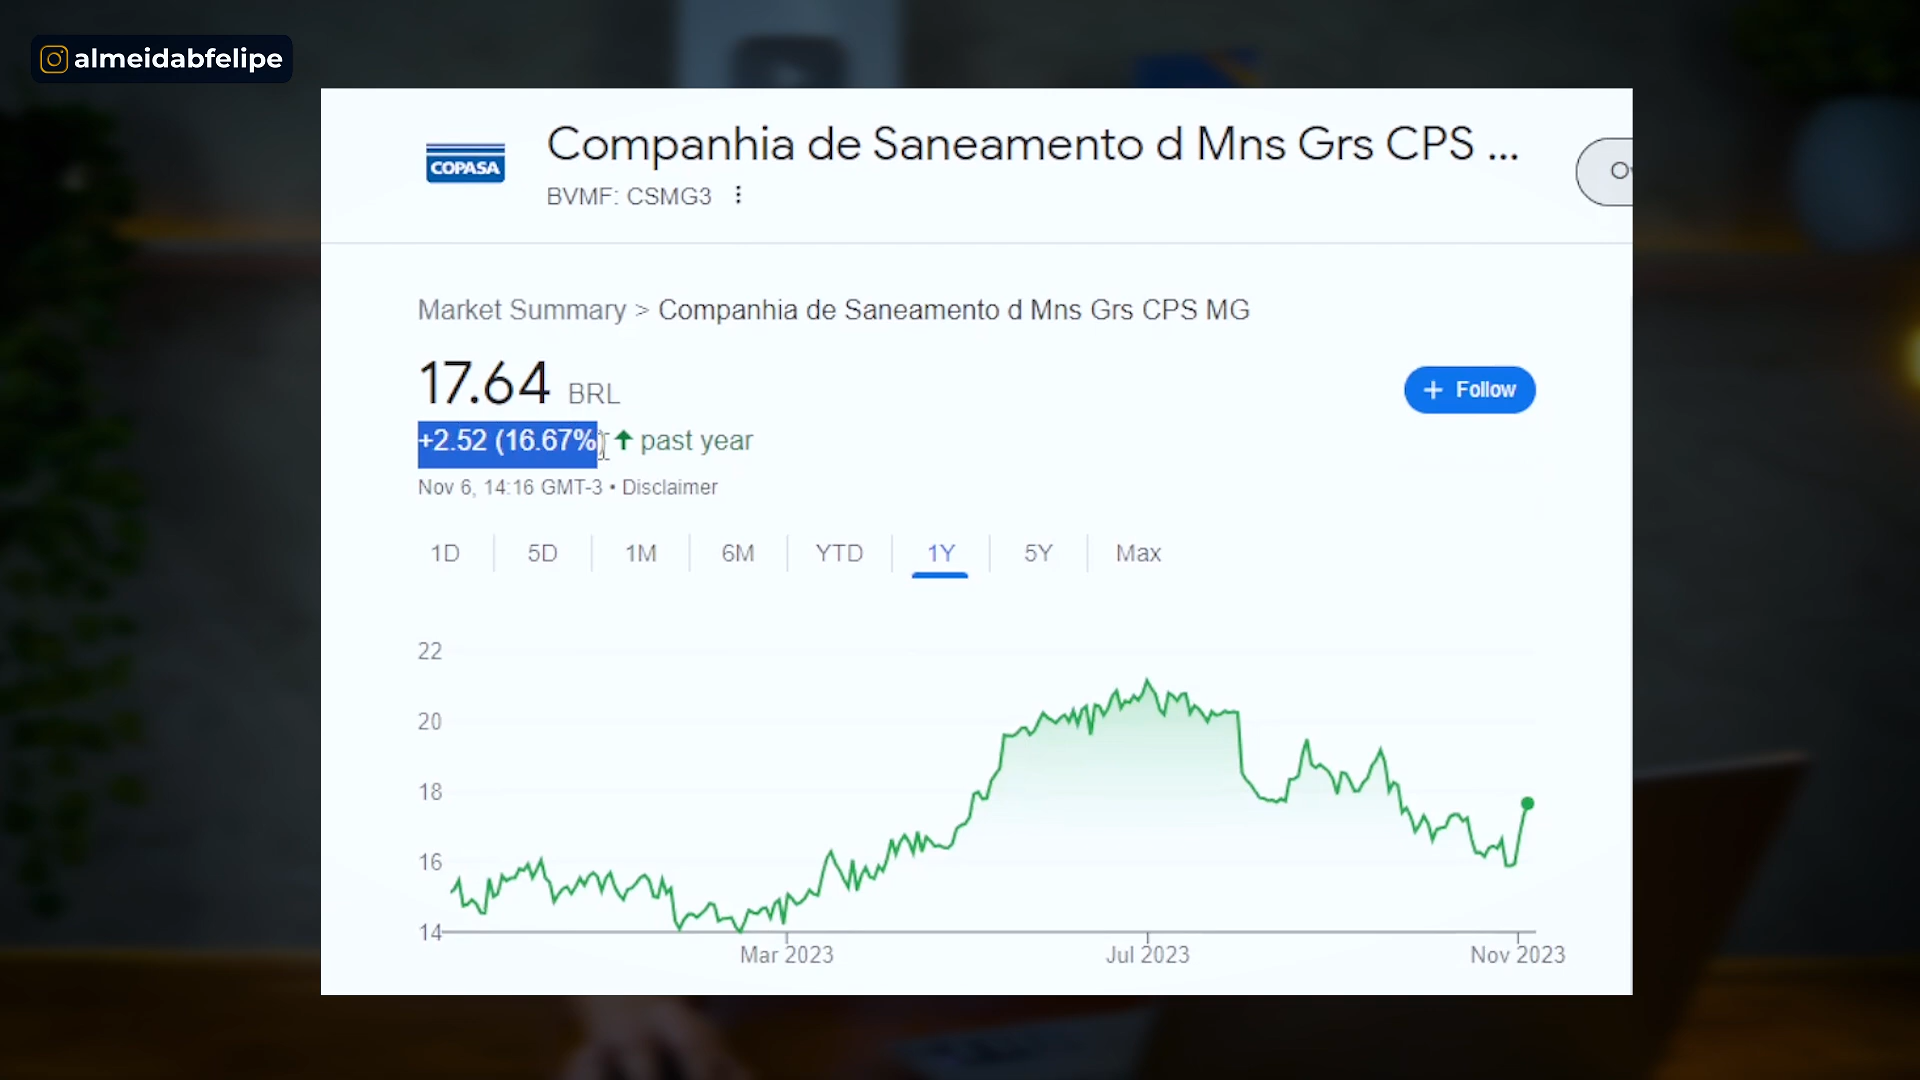 almeidabfelipe
COPASA
Companhia de Saneamento d Mns Grs CPS ...
BVMF: CSMG3
Market Summary > Companhia de Saneamento d Mns Grs CPS MG
17.64 BRL
+ Follow
+2.52 (16.67%) ↑ past year
Nov 6, 14:16 GMT-3 • Disclaimer
1D 5D 1M 6M YTD 1Y 5Y Max
22
20
18
16
14
Mar 2023 Jul 2023 Nov 2023